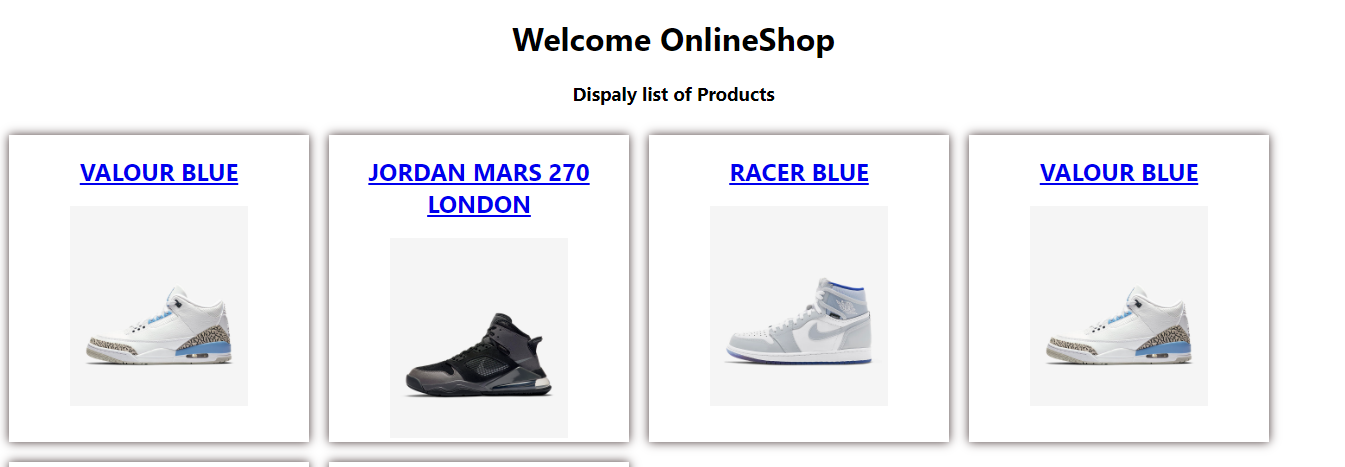 Welcome OnlineShop
Dispaly list of Products
VALOUR BLUE
JORDAN MARS 270
LONDON
RACER BLUE
VALOUR BLUE